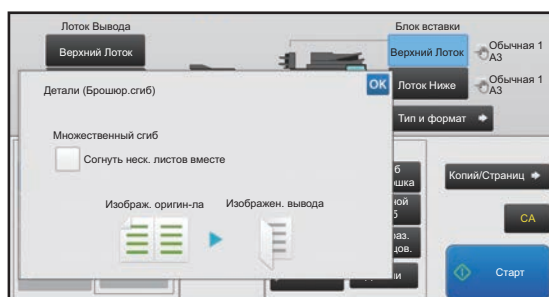 Лоток Вывода
Блок вставки
Верхний Лоток
Верхний Лоток
Обычная 1
A3
Детали (Брошюр.сгиб)
OK
Лоток Ниже
Обычная 1
A3
Тип и формат
Множественный сгиб
Согнуть неск. листов вместе
Копий/Страниц
Изображ. оригин-ла
Изображен. вывода
CA
Старт